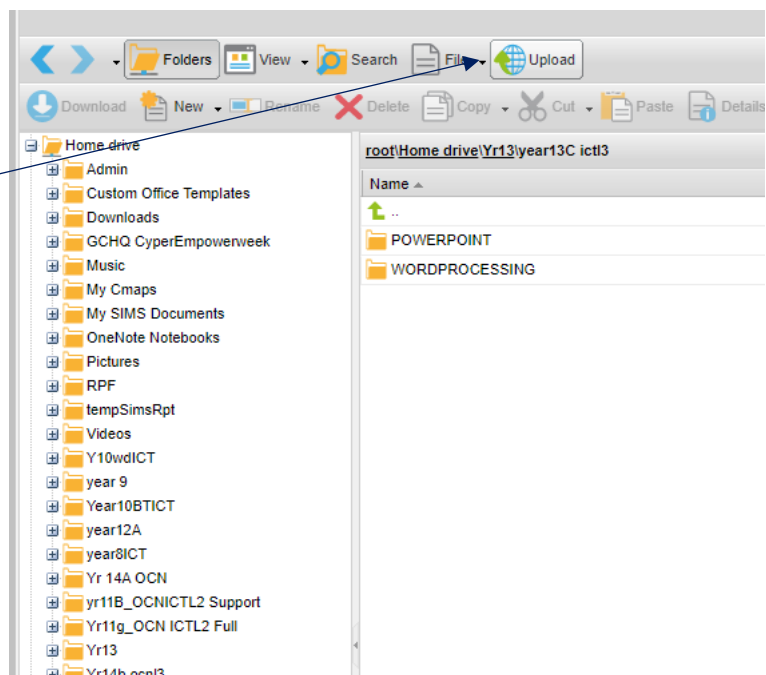 Folders View Search File Upload
Download New Rename Delete Copy Cut Paste Details
Home drive
Admin
Custom Office Templates
Downloads
GCHQ CyperEmpowerweek
Music
My Cmaps
My SIMS Documents
OneNote Notebooks
Pictures
RPF
tempSimsRpt
Videos
Y10wdICT
year 9
Year10BTICT
year12A
year8ICT
Yr 14A OCN
yr11B_OCNICTL2 Support
Yr11g_OCN ICTL2 Full
Yr13
Yr14b ocnl3
root\Home drive\Yr13\year13C ictl3
Name
..
POWERPOINT
WORDPROCESSING